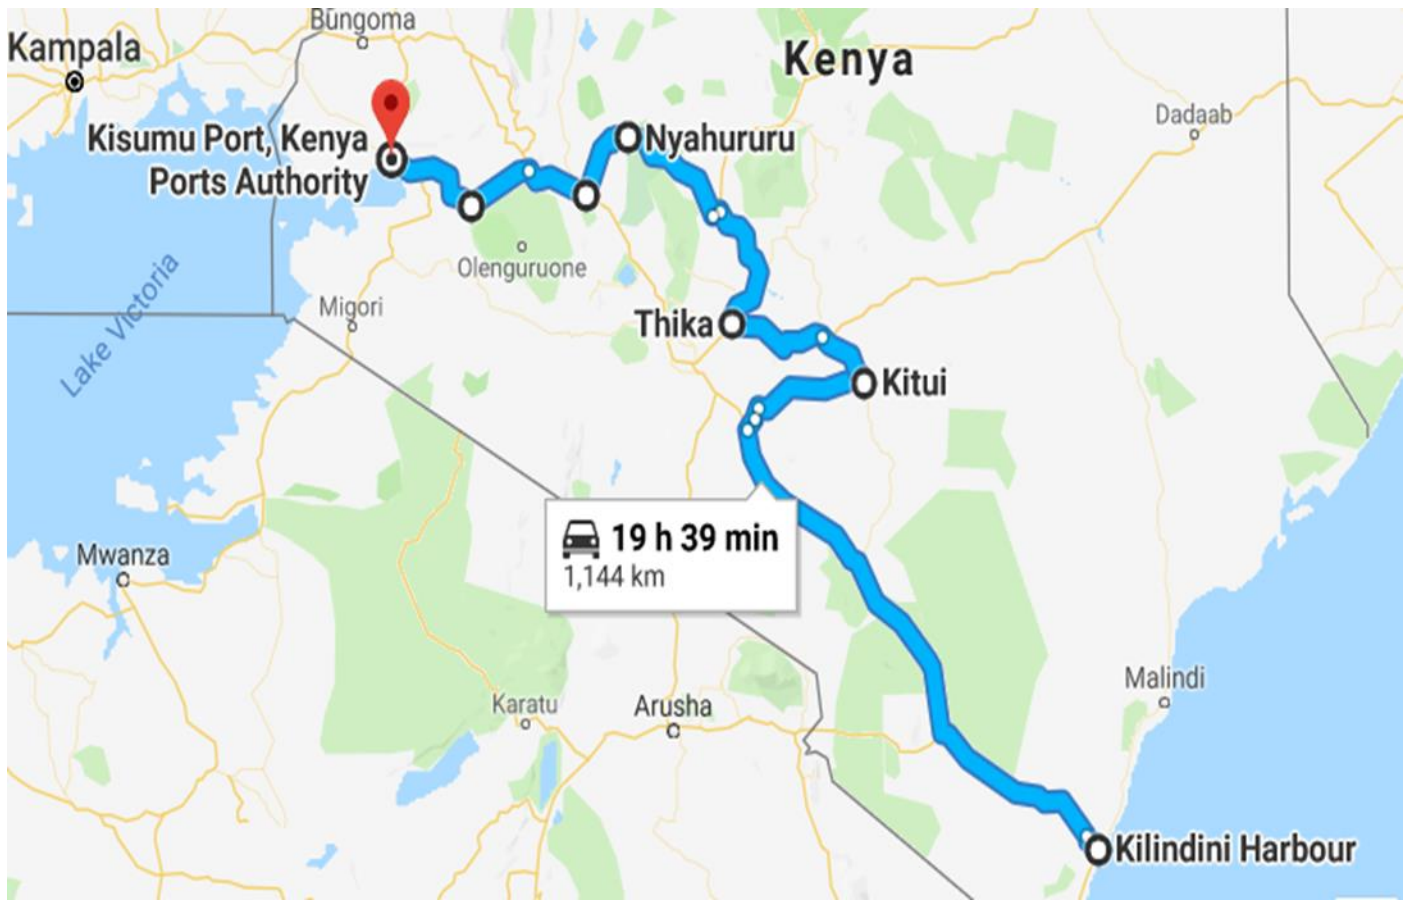 Bungoma
Kampala
Kenya
Dadaab
Kisumu Port, Kenya
Ports Authority
Nyahururu
Olenguruone
Lake Victoria
Migori
Thika
Kitui
19 h 39 min
1,144 km
Mwanza
Karatu
Arusha
Malindi
Kilindini Harbour